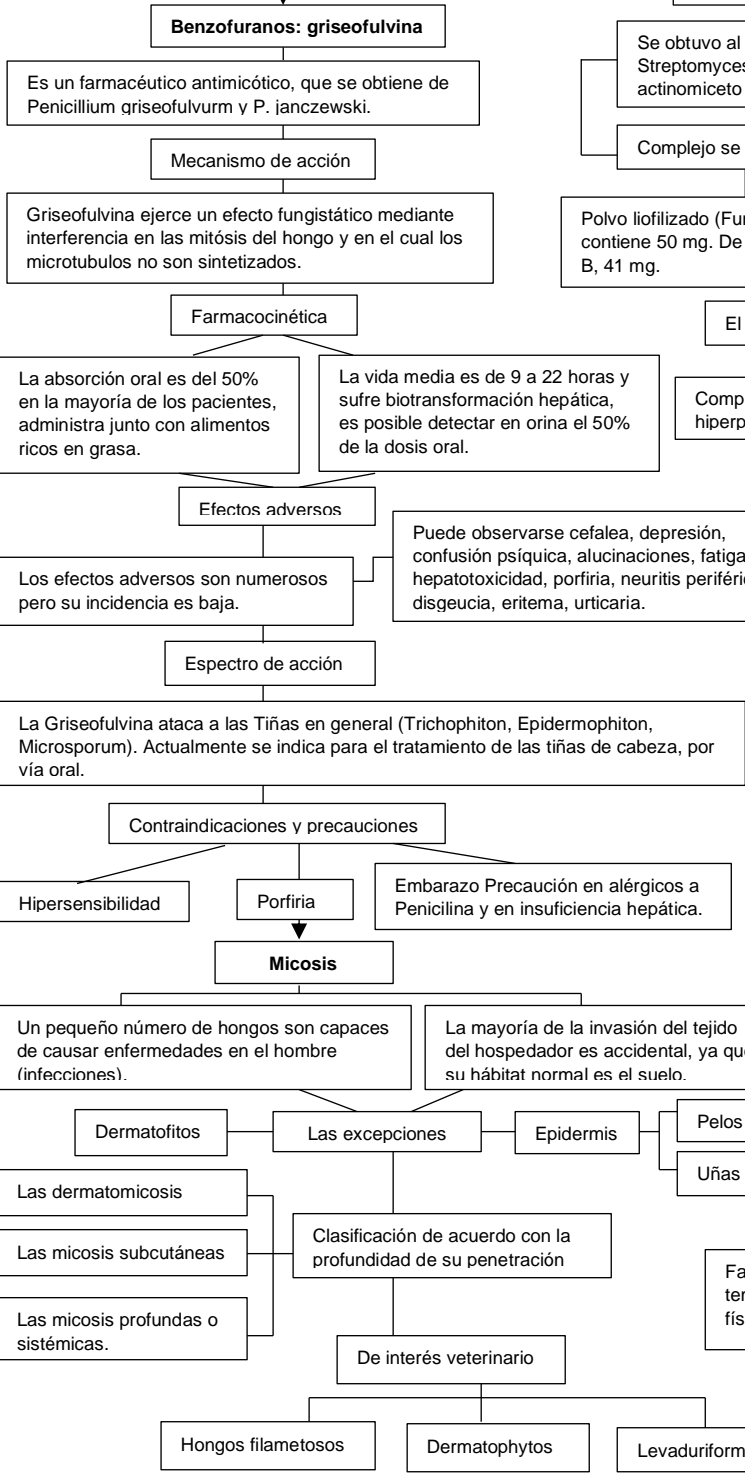 Benzofuranos: griseofulvina
Es un farmacéutico antimicótico, que se obtiene de
Penicillium griseofulvurm y P. janczewski.
Mecanismo de acción
Griseofulvina ejerce un efecto fungistático mediante
interferencia en las mitósis del hongo y en el cual los
microtubulos no son sintetizados.
Farmacocinética
La absorción oral es del 50%
en la mayoría de los pacientes,
administra junto con alimentos
ricos en grasa.
La vida media es de 9 a 22 horas y
sufre biotransformación hepática,
es posible detectar en orina el 50%
de la dosis oral.
Efectos adversos
Los efectos adversos son numerosos
pero su incidencia es baja.
Puede observarse cefalea, depresión,
confusión psíquica, alucinaciones, fatiga
hepatotoxicidad, porfiria, neuritis
disgeucia, eritema, urticaria.
Espectro de acción
La Griseofulvina ataca a las Tiñas en general (Trichophiton, Epidermophiton,
Microsporum). Actualmente se indica para el tratamiento de las tiñas de cabeza, por
vía oral.
Contraindicaciones y precauciones
Hipersensibilidad
Porfiria
Embarazo Precaución en alérgicos a
Penicilina y en insuficiencia hepática.
Micosis
Un pequeño número de hongos son capaces
de causar enfermedades en el hombre
(infecciones).
La mayoría de la invasión del tejido
del hospedador es accidental, ya
su hábitat normal es el suelo.
Dermatofitos
Las excepciones
Epidermis
Pelos
Uñas
Las dermatomicosis
Las micosis subcutáneas
Las micosis profundas o
sistémicas.
Clasificación de acuerdo con la
profundidad de su penetración
De interés veterinario
Hongos filametosos
Dermatophytos
Se obtuvo al
actinomiceto
Complejo se
Polvo liofilizado
contiene 50 mg. De
B, 41 mg.
El